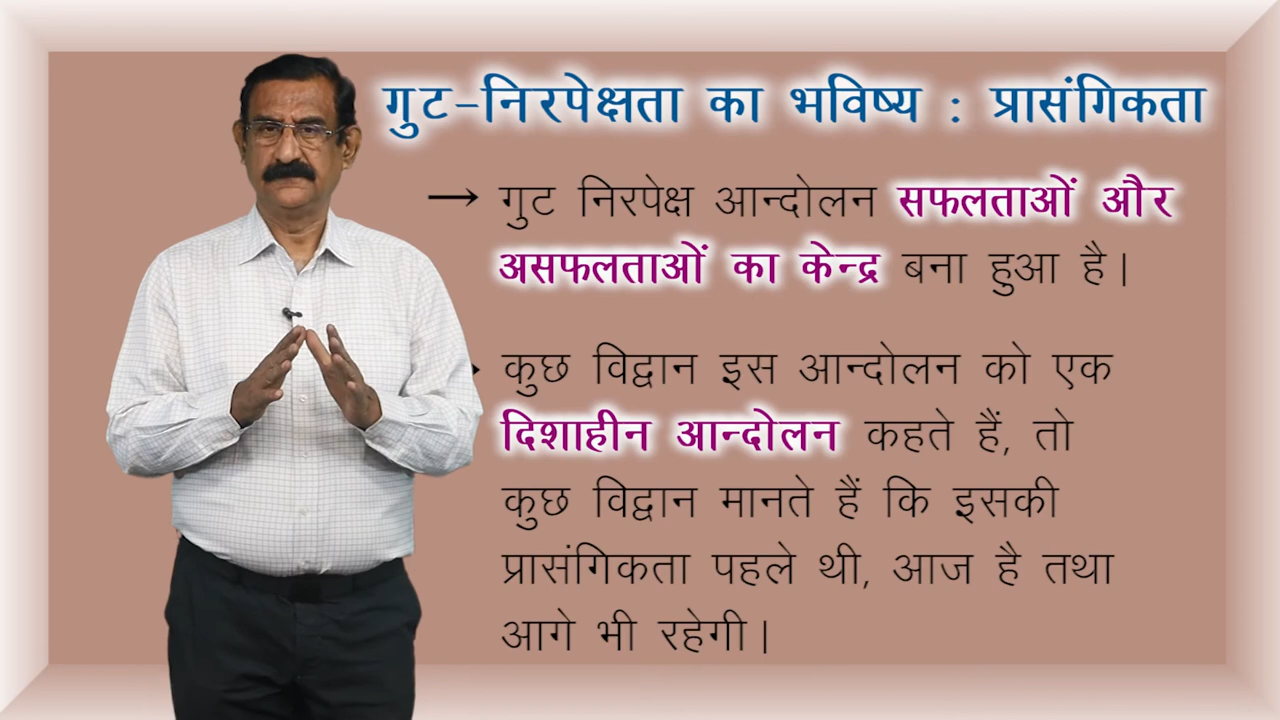 गुट-निरपेक्षता का भविष्य : प्रासंगिकता
→ गुट निरपेक्ष आन्दोलन सफलताओं और
असफलताओं का केन्द्र बना हुआ है।
कुछ विद्वान इस आन्दोलन को एक
दिशाहीन आन्दोलन कहते हैं, तो
कुछ विद्वान मानते हैं कि इसकी
प्रासंगिकता पहले थी, आज है तथा
आगे भी रहेगी।